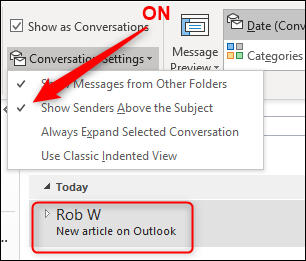 ON
Show as Conversations
Date (Conv
Conversation Settings
Message
Preview
Categories
Messages from Other Folders
Show Senders Above the Subject
Always Expand Selected Conversation
Use Classic Indented View
Today
Rob W
New article on Outlook